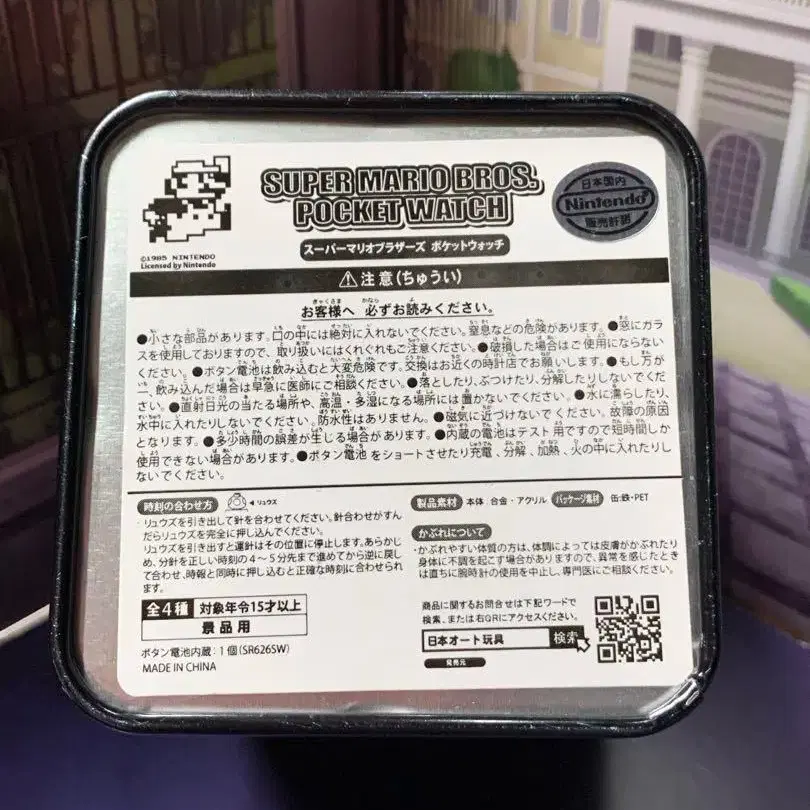 SUPER MARIO BROS.
POCKET WATCH
スーパーマリオブラザーズ ポケットウォッチ
日本国内
Nintendo
販売許諾
©1985 NINTENDO
Licensed by Nintendo
⚠注意(ちゅうい)
お客様へ 必ずお読みください。
●小さな部品があります。口の中には絶対に入れないでください。窒息などの危険があります。●窓にガラ
スを使用しておりますので、取り扱いにはくれぐれもご注意ください。●破損した場合はご使用にならない
ください。●ボタン電池は飲み込むと大変危険です。交換はお近くの時計店でお願いします。●もし万が
一、飲み込んだ場合は早急に医師にご相談ください。●落としたり、ぶつけたり、分解したりしないでくだ
さい。●直射日光の当たる場所や、高温・多湿になる場所には置かないでください。●水に濡らしたり、
水中に入れたりしないでください。防水性はありません。●磁気に近づけないでください。故障の原因
となります。●多少時間の誤差が生じる場合があります。●内蔵の電池はテスト用ですので短時間しか
使用できない場合があります。●ボタン電池をショートさせたり充電、分解、加熱、火の中に入れたりし
ないでください。
時刻の合わせ方 ◀リュウズ
・リュウズを引き出して針を合わせてください。針合わせがすん
だらリュウズを完全に押し込んでください。
リュウズを引き出すと運針はその位置に停止します。あらかじ
め、分針を正しい時刻の4～5分先まで進めてから逆に戻し
て合わせ、時報と同時に押し込むと正確な時刻に合わせられ
ます。
全4種 対象年令15才以上
景品用
ボタン電池内蔵:1個(SR626SW)
MADE IN CHINA
製品素材 本体:合金・アクリル パッケージ素材 缶:鉄・PET
かぶれについて
・かぶれやすい体質の方は、体調によっては皮膚がかぶれたり
身体に不調を起こす場合がありますので、異常を感じたとき
は直ちに腕時計の使用を中止し、専門医にご相談ください。
商品に関するお問合せは下記ワードで
検索、または右QRにアクセスください。
日本オート玩具 検索
発売元